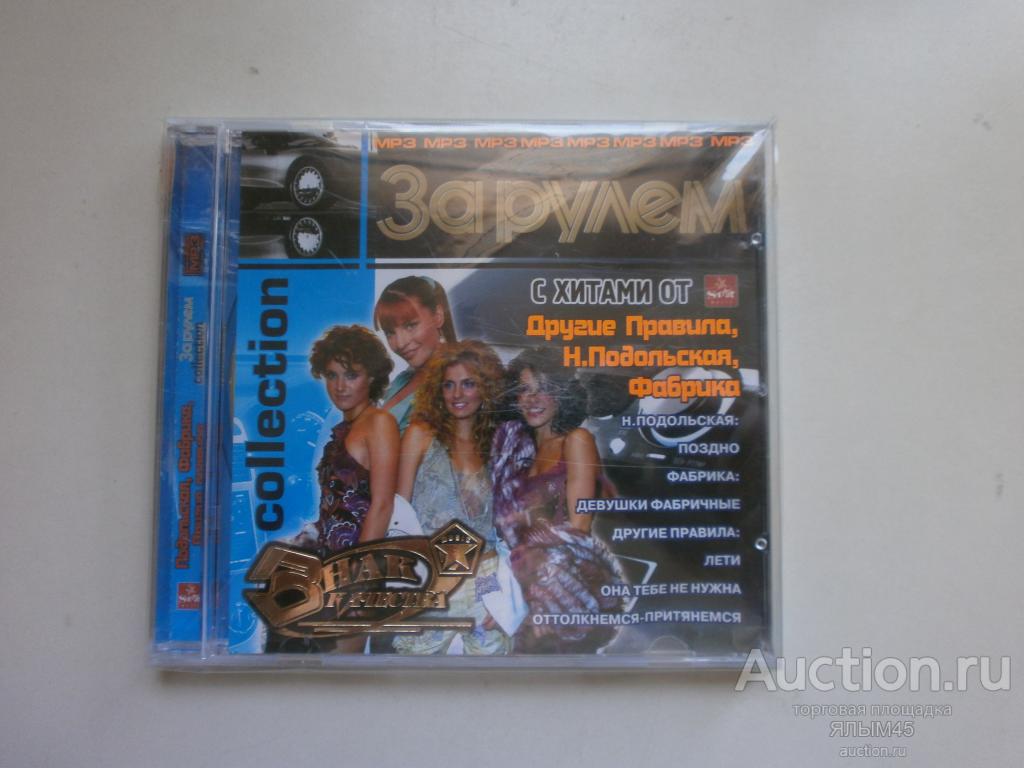 MP3 MP3 MP3 MP3 MP3 MP3 MP3 MP3
За рулем
С ХИТАМИ ОТ
Другие Правила,
Н.Подольская,
Фабрика
Н.ПОДОЛЬСКАЯ:
ПОЗДНО
ФАБРИКА:
ДЕВУШКИ ФАБРИЧНЫЕ
ДРУГИЕ ПРАВИЛА:
ЛЕТИ
ОНА ТЕБЕ НЕ НУЖНА
ОТТОЛКНЕМСЯ-ПРИТЯНЕМСЯ
collection
ЗНАК
КАЧЕСТВА
Подольская, Фабрика,
За рулем
collection
MP3
Auction.ru
торговая площадка
ЯЛЫМ45
auction.ru